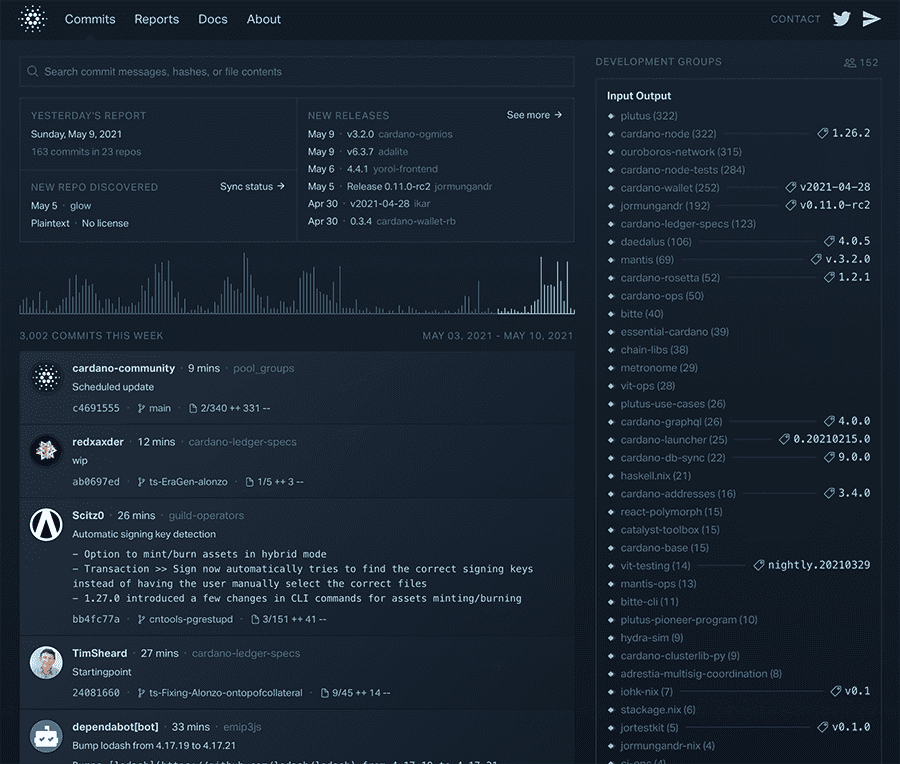 Commits Reports Docs About
CONTACT
Search commit messages, hashes, or file contents
YESTERDAY'S REPORT
Sunday, May 9, 2021
163 commits in 23 repos
NEW REPO DISCOVERED Sync status →
May 5 · glow
Plaintext · No license
NEW RELEASES See more →
May 9 · v3.2.0 cardano-ogmios
May 9 · v6.3.7 adalite
May 6 · 4.4.1 yoroi-frontend
May 5 · Release 0.11.0-rc2 jormungandr
Apr 30 · v2021-04-28 ikar
Apr 30 · 0.3.4 cardano-wallet-rb
3,002 COMMITS THIS WEEK MAY 03, 2021 - MAY 10, 2021
cardano-community · 9 mins · pool_groups
Scheduled update
c4691555 · main · 2/340 ++ 331 --
redxaxder · 12 mins · cardano-ledger-specs
wip
ab0697ed · ts-EraGen-alonzo · 1/5 ++ 3 --
Scitz0 · 26 mins · guild-operators
Automatic signing key detection
- Option to mint/burn assets in hybrid mode
- Transaction >> Sign now automatically tries to find the correct signing keys
instead of having the user manually select the correct files
- 1.27.0 introduced a few changes in CLI commands for assets minting/burning
bb4fc77a · cntools-pgrestupd · 3/151 ++ 41 --
TimSheard · 27 mins · cardano-ledger-specs
Startingpoint
24081660 · ts-Fixing-Alonzo-ontopofcollateral · 9/45 ++ 14 --
dependabot[bot] · 33 mins · emip3js
Bump lodash from 4.17.19 to 4.17.21
Bumps [lodash](https://github.com/lodash/lodash) from 4.17.19 to 4.17.21.
DEVELOPMENT GROUPS 152
Input Output
plutus (322)
cardano-node (322) 1.26.2
ouroboros-network (315)
cardano-node-tests (284)
cardano-wallet (252) v2021-04-28
jormungandr (192) v0.11.0-rc2
cardano-ledger-specs (123)
daedalus (106) 4.0.5
mantis (69) v.3.2.0
cardano-rosetta (52) 1.2.1
cardano-ops (50)
bitte (40)
essential-cardano (39)
chain-libs (38)
metronome (29)
vit-ops (28)
plutus-use-cases (26)
cardano-graphql (26) 4.0.0
cardano-launcher (25) 0.20210215.0
cardano-db-sync (22) 9.0.0
haskell.nix (21)
cardano-addresses (16) 3.4.0
react-polymorph (15)
catalyst-toolbox (15)
cardano-base (15)
vit-testing (14) nightly.20210329
mantis-ops (13)
bitte-cli (11)
plutus-pioneer-program (10)
hydra-sim (9)
cardano-clusterlib-py (9)
adrestia-multisig-coordination (8)
iohk-nix (7) v0.1
stackage.nix (6)
jortestkit (5) v0.1.0
jormungandr-nix (4)
ci-ops (4)